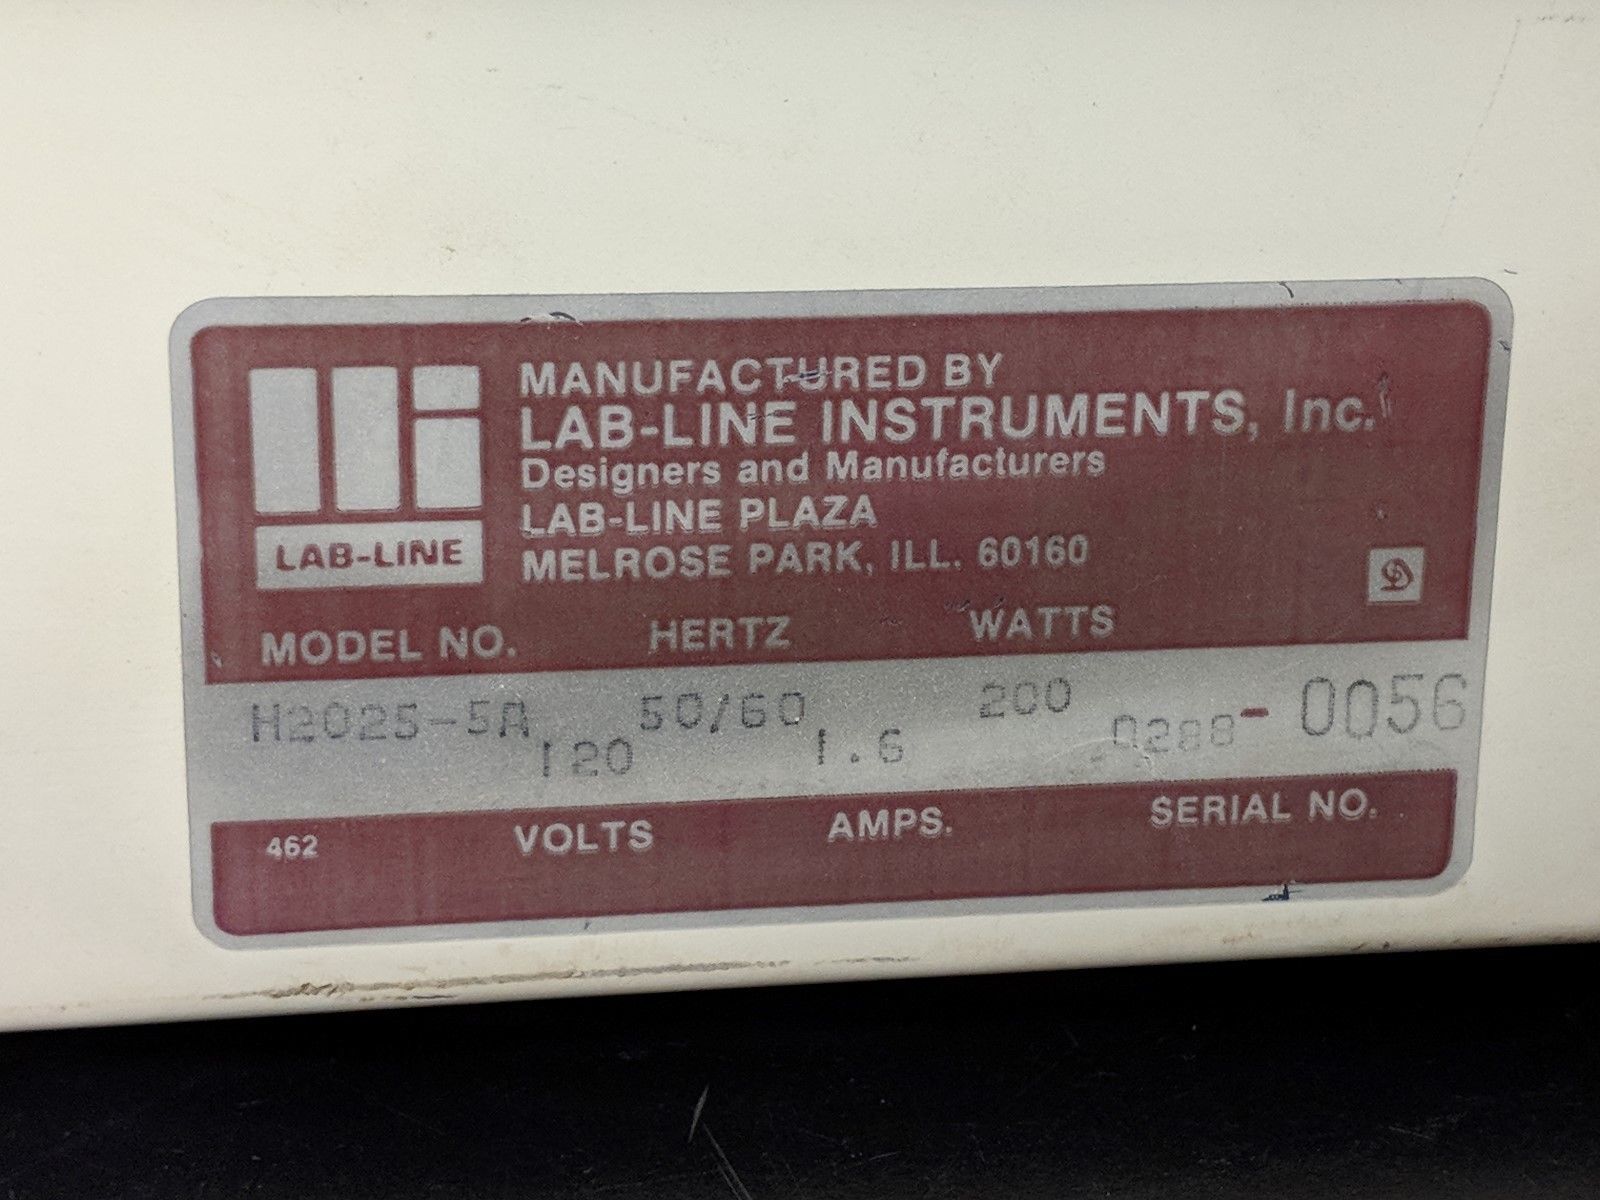 MANUFACTURED BY
LAB-LINE INSTRUMENTS, Inc.
Designers and Manufacturers
LAB-LINE PLAZA
MELROSE PARK, ILL. 60160
LAB-LINE
MODEL NO. HERTZ WATTS
H2025-5A 50/60 200
120 1.6 0288-0056
462 VOLTS AMPS. SERIAL NO.